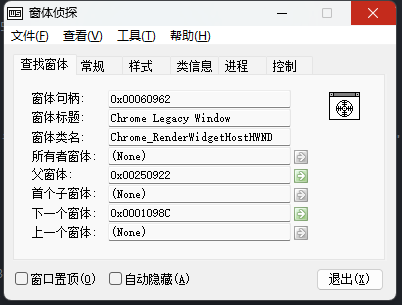 窗体侦探
文件(F) 查看(V) 工具(T) 帮助(H)
查找窗体 常规 样式 类信息 进程 控制
窗体句柄: 0x00060962
窗体标题: Chrome Legacy Window
窗体类名: Chrome_RenderWidgetHostHWND
所有者窗体: (None)
父窗体: 0x00250922
首个子窗体: (None)
下一个窗体: 0x0001098C
上一个窗体: (None)
窗口置顶(O) 自动隐藏(A) 退出(X)